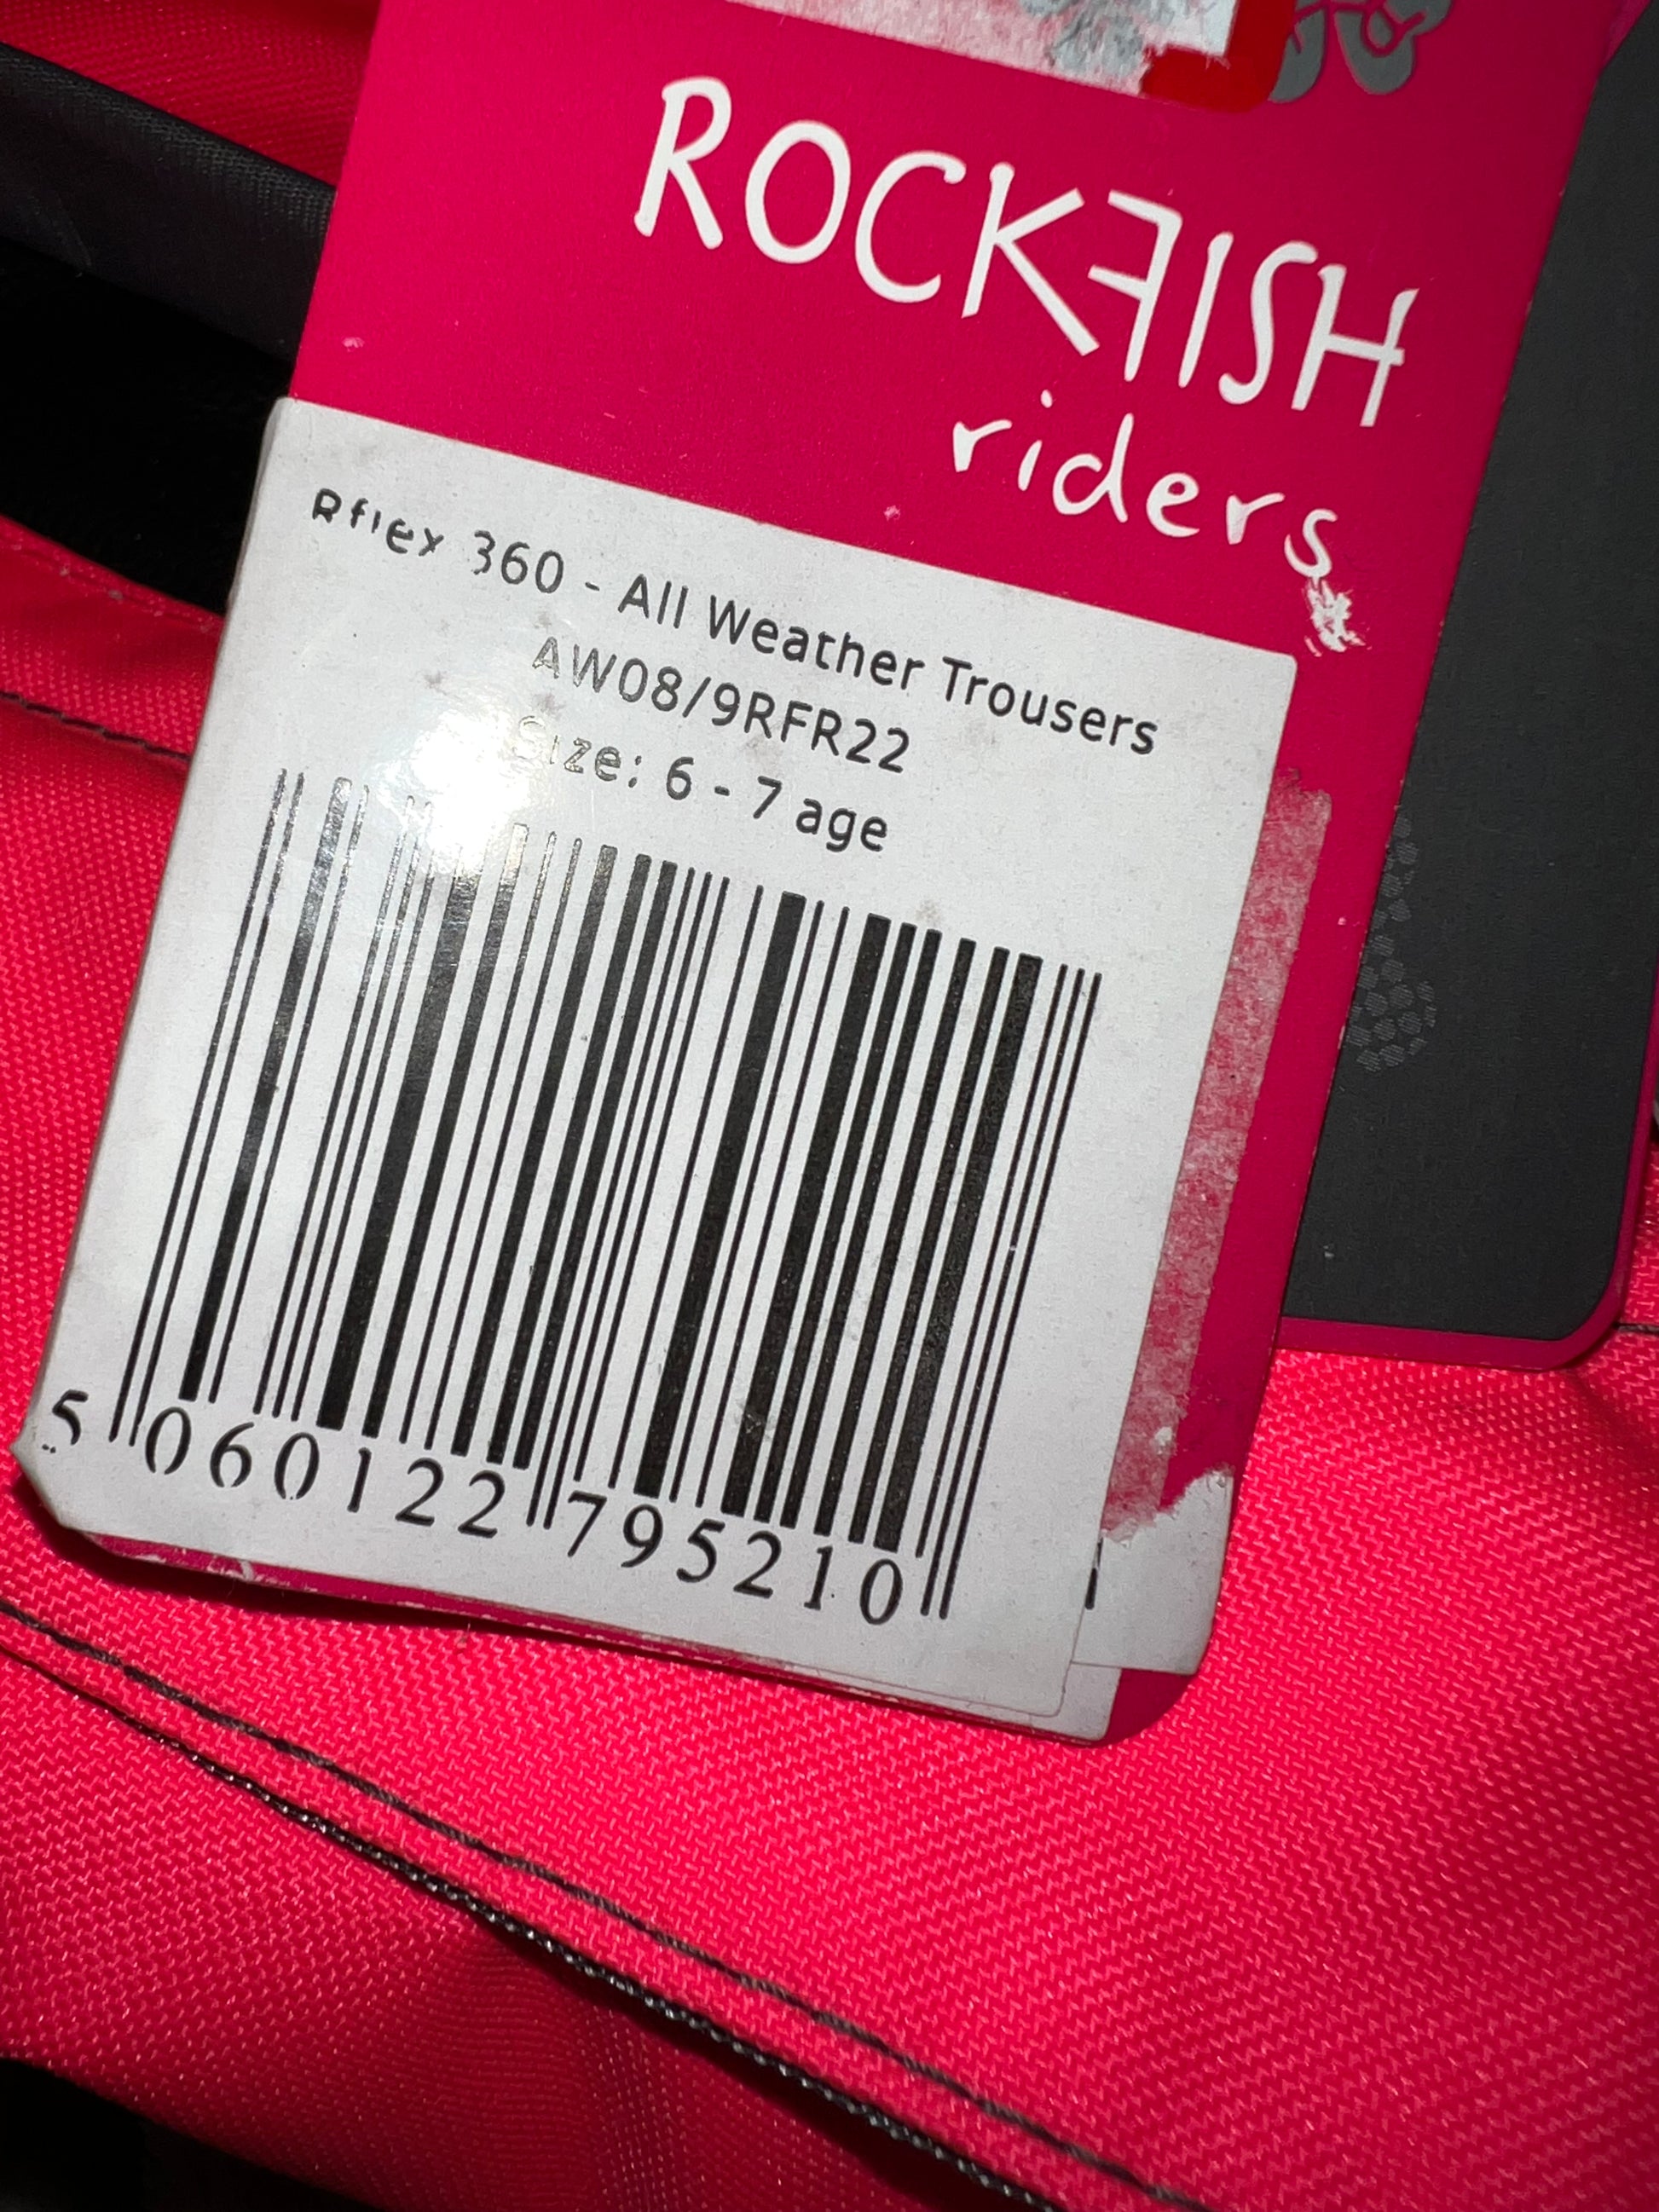 ROCKFISH
riders
Rflex 360 - All Weather Trousers
AW08/9RFR22
Size: 6 - 7 age
5 060122 795210